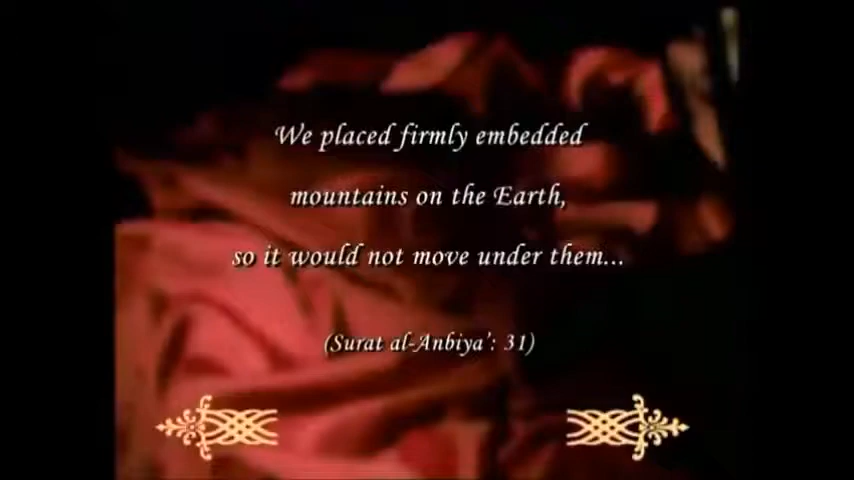 We placed firmly embedded
mountains on the Earth,
so it would not move under them...
(Surat al-Anbiya': 31)